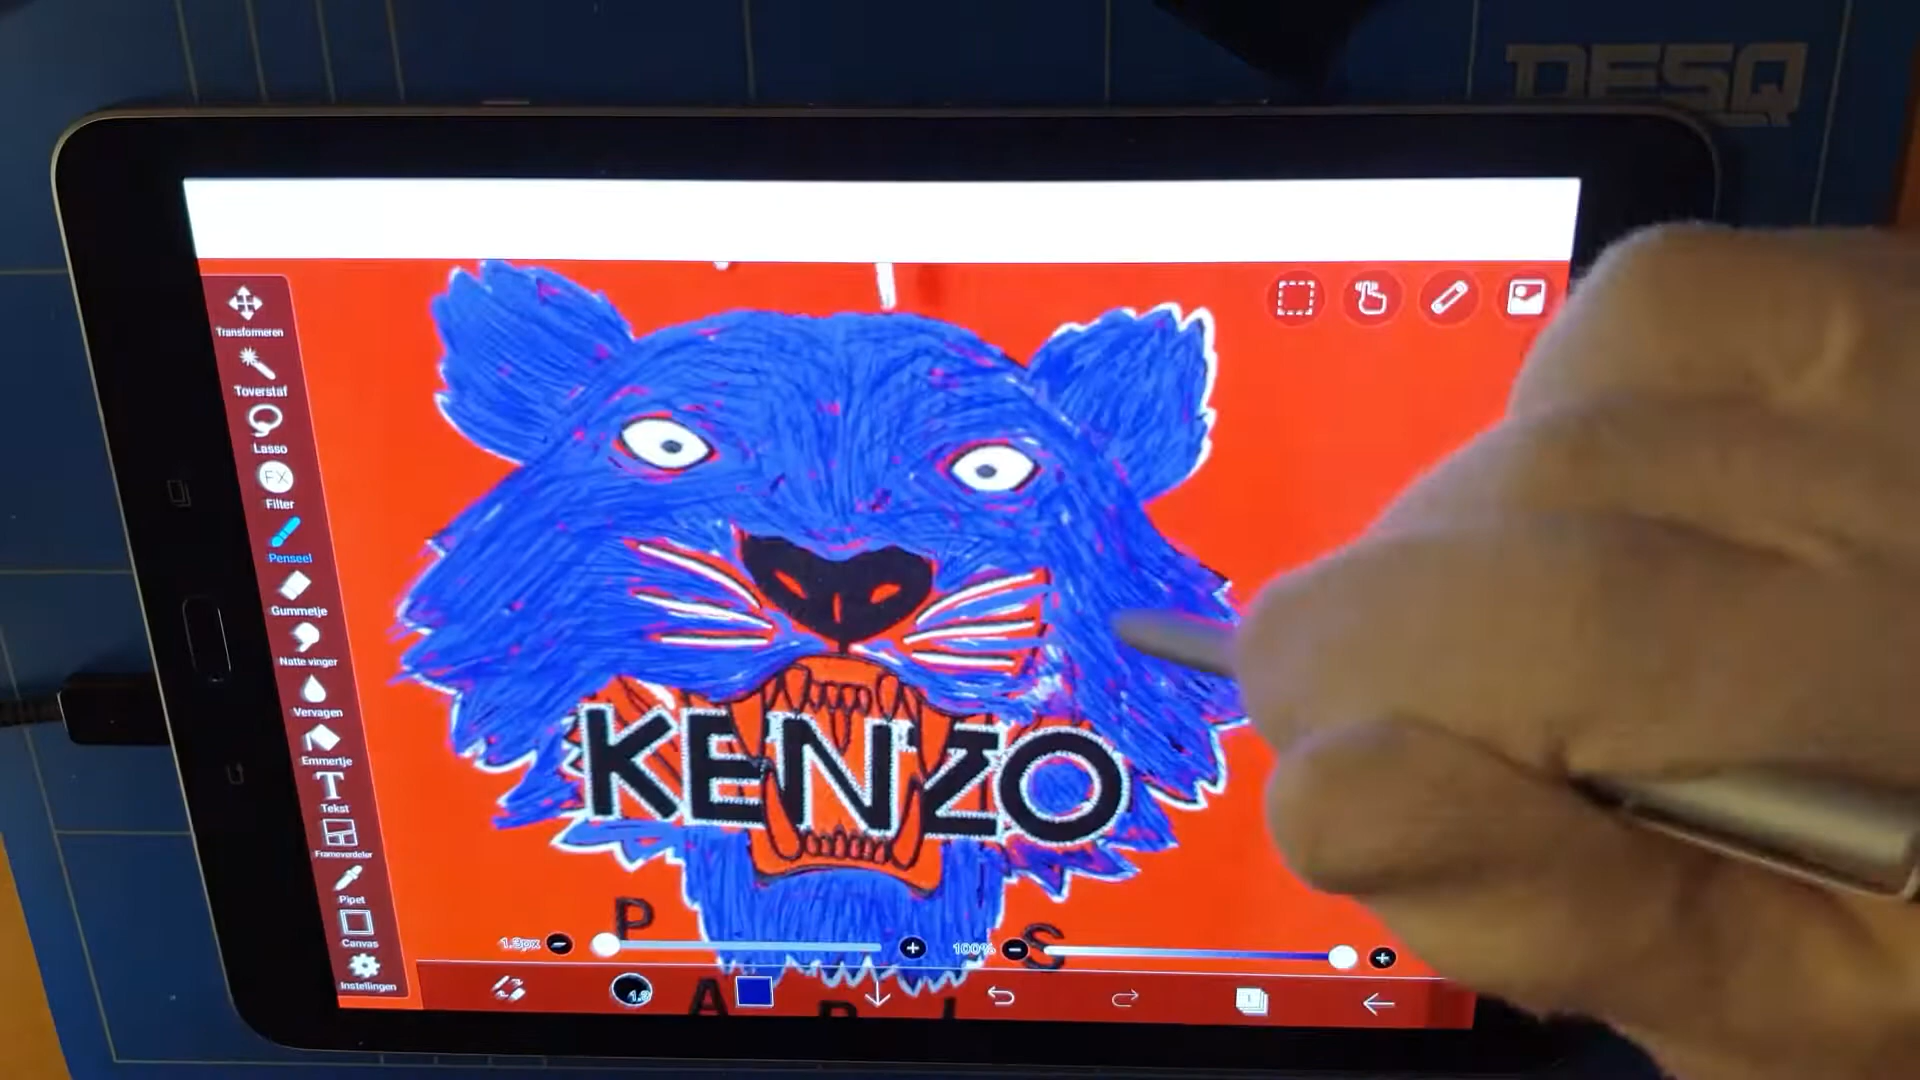 DESQ
Transformeren
Toverstaf
Lasso
FX
Filter
Penseel
Gummetje
Natte vinger
Vervagen
Emmertje
T
Tekst
Frameverdeler
Pipet
Canvas
Instellingen
KENZO
P
S
A
1.3px
100%